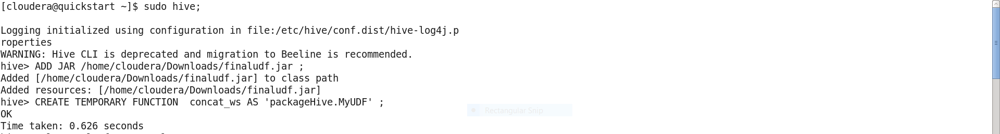 [cloudera@quickstart ~]$ sudo hive;
Logging initialized using configuration in file:/etc/hive/conf.dist/hive-log4j.p
roperties
WARNING: Hive CLI is deprecated and migration to Beeline is recommended.
hive> ADD JAR /home/cloudera/Downloads/finaludf.jar ;
Added [/home/cloudera/Downloads/finaludf.jar] to class path
Added resources: [/home/cloudera/Downloads/finaludf.jar]
hive> CREATE TEMPORARY FUNCTION  concat_ws AS 'packageHive.MyUDF' ;
OK
Rectangular Snip
Time taken: 0.626 seconds